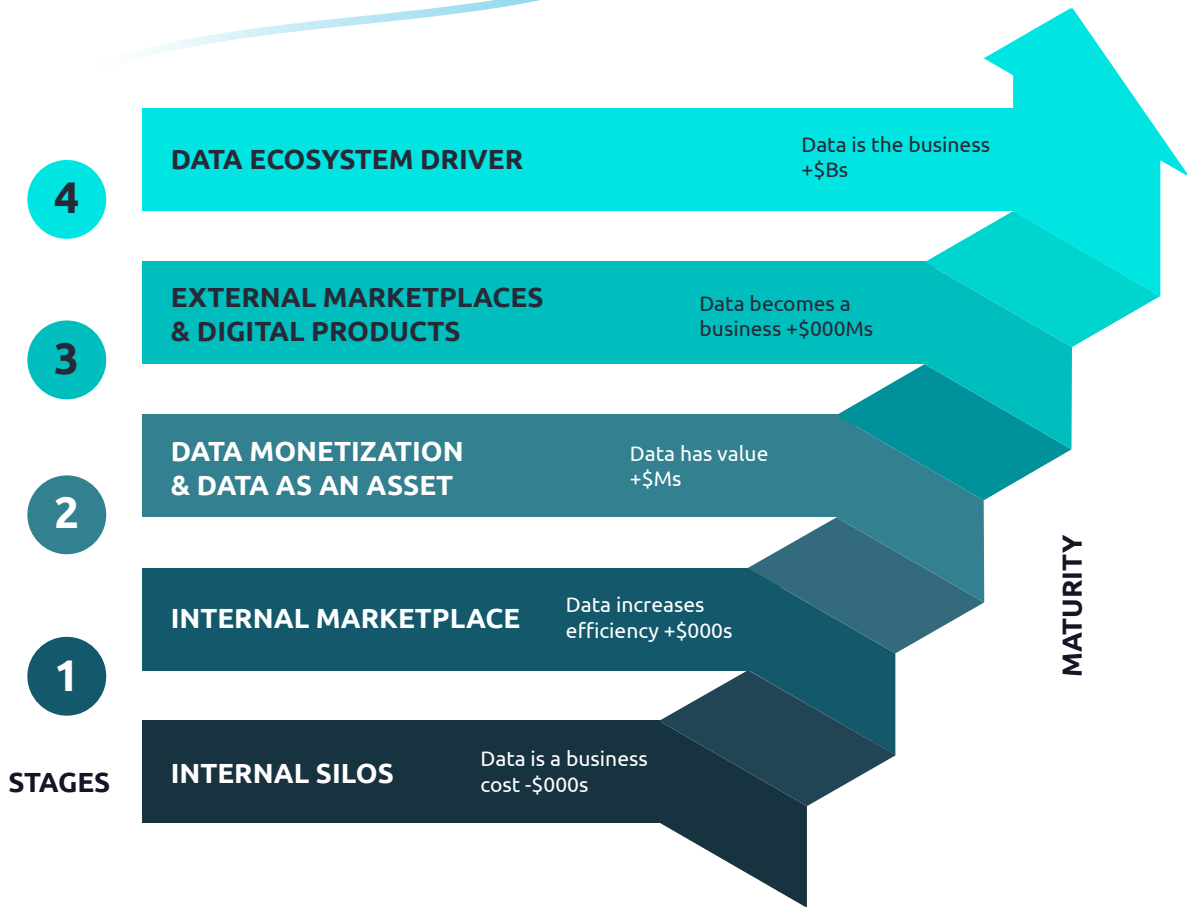 4
DATA ECOSYSTEM DRIVER
Data is the business
+$Bs
3
EXTERNAL MARKETPLACES
& DIGITAL PRODUCTS
Data becomes a
business +$000Ms
2
DATA MONETIZATION
& DATA AS AN ASSET
Data has value
+$Ms
1
INTERNAL MARKETPLACE
Data increases
efficiency +$000s
MATURITY
STAGES
INTERNAL SILOS
Data is a business
cost -$000s